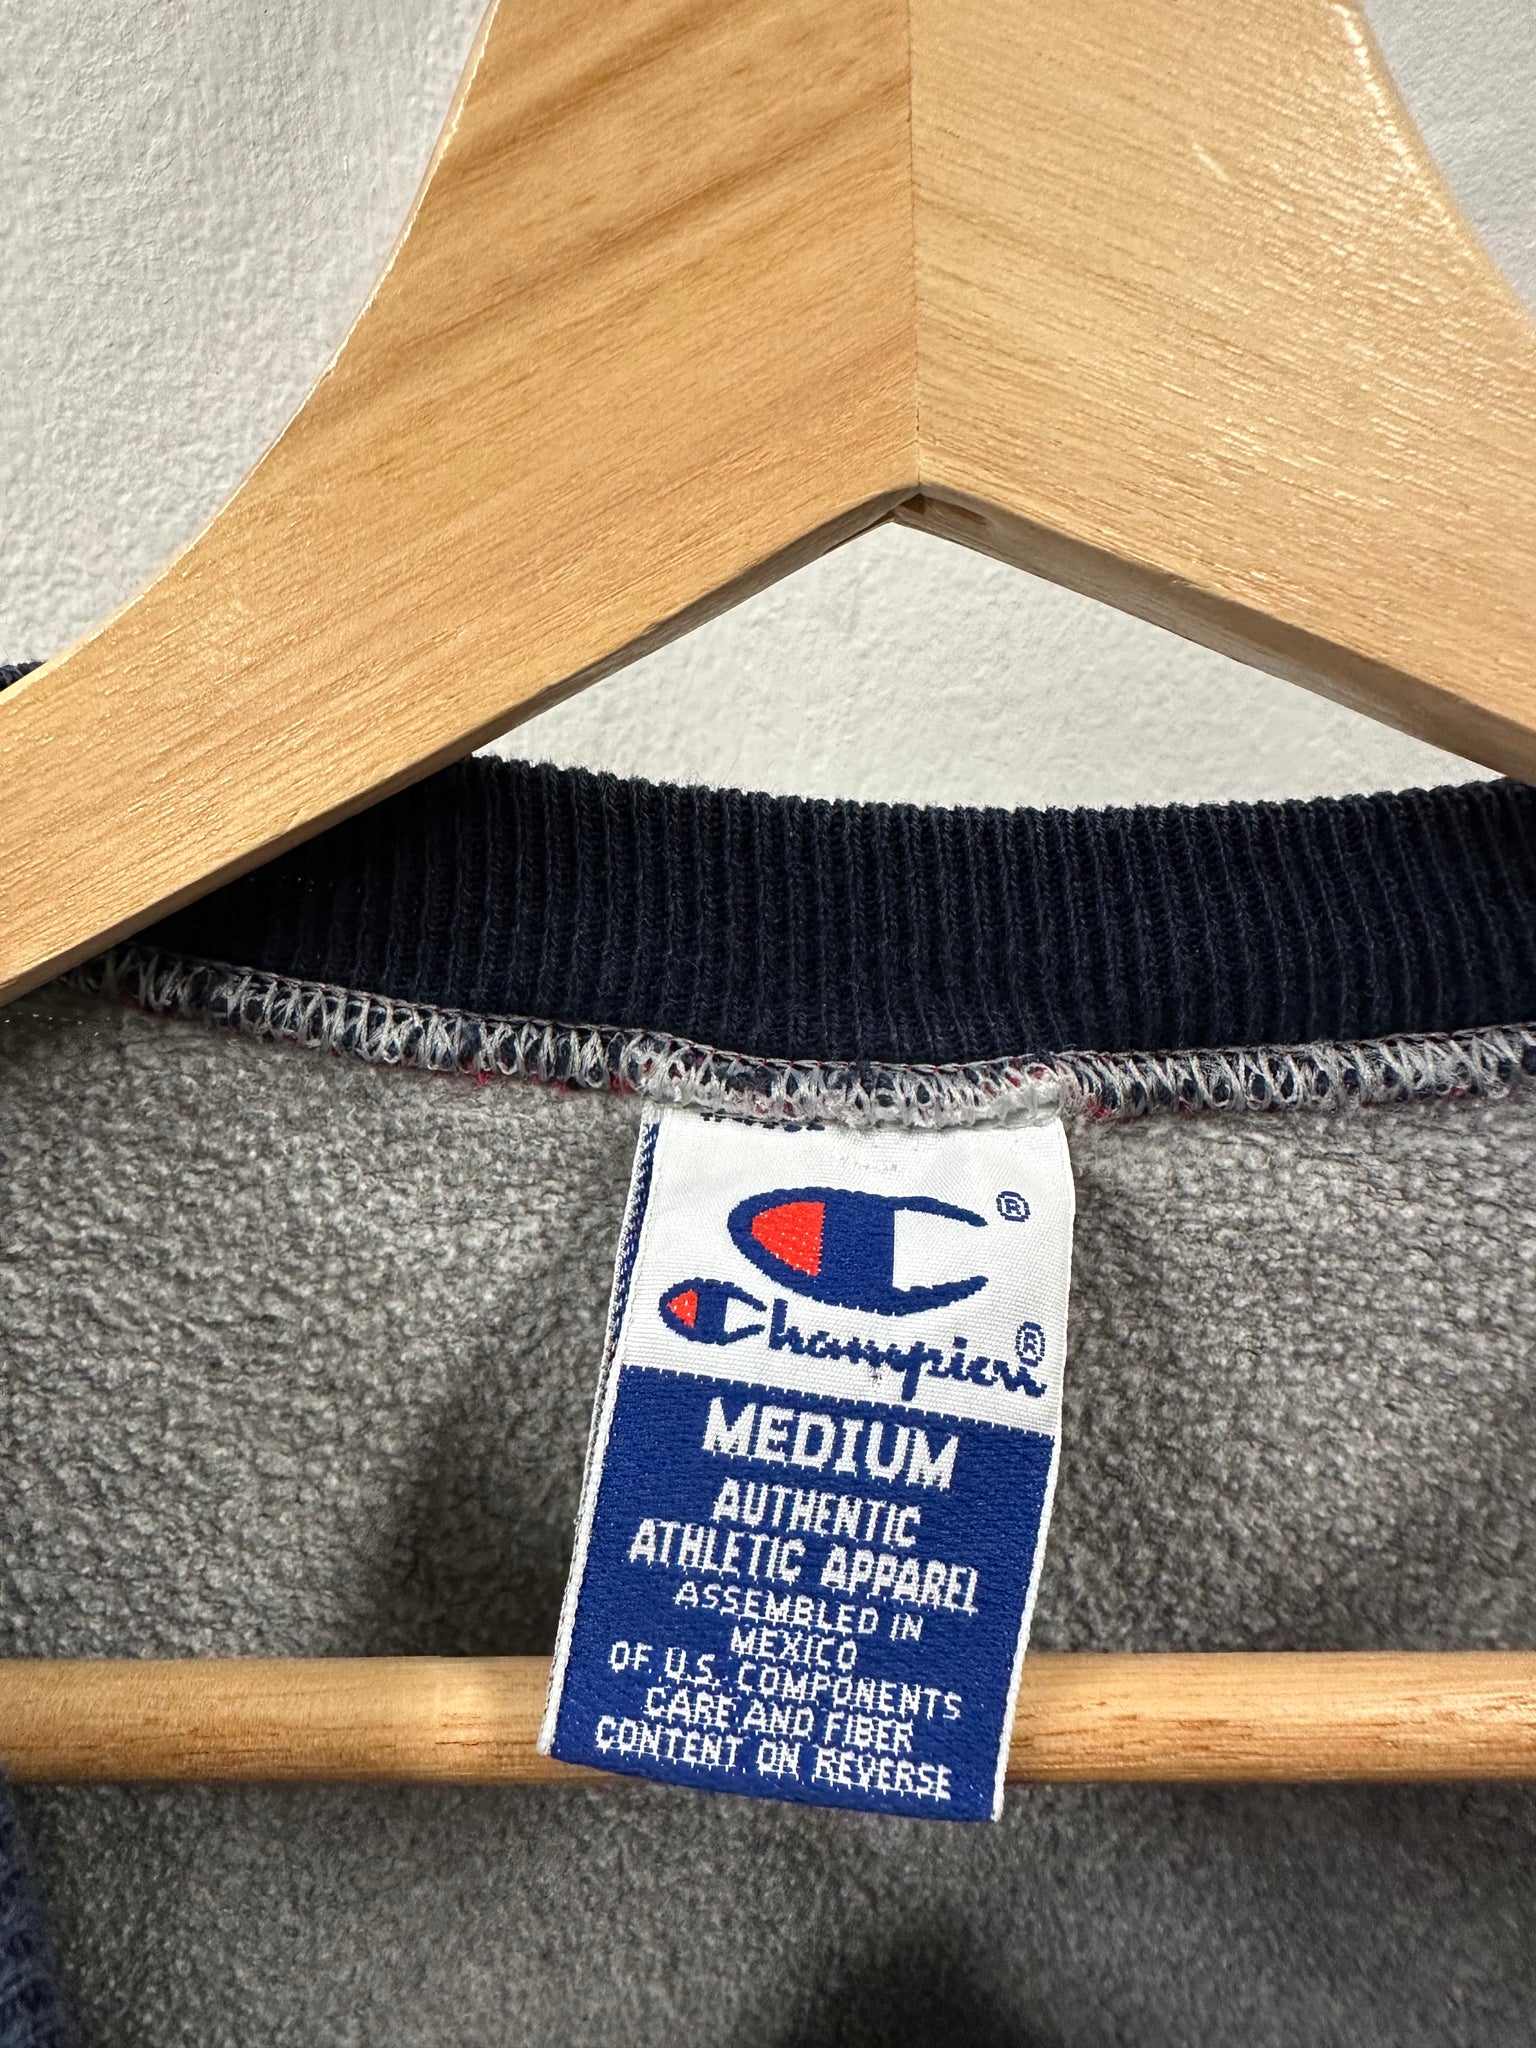 ®
Champion®
MEDIUM
AUTHENTIC
ATHLETIC APPAREL
ASSEMBLED IN
MEXICO
OF U.S. COMPONENTS
CARE AND FIBER
CONTENT ON REVERSE